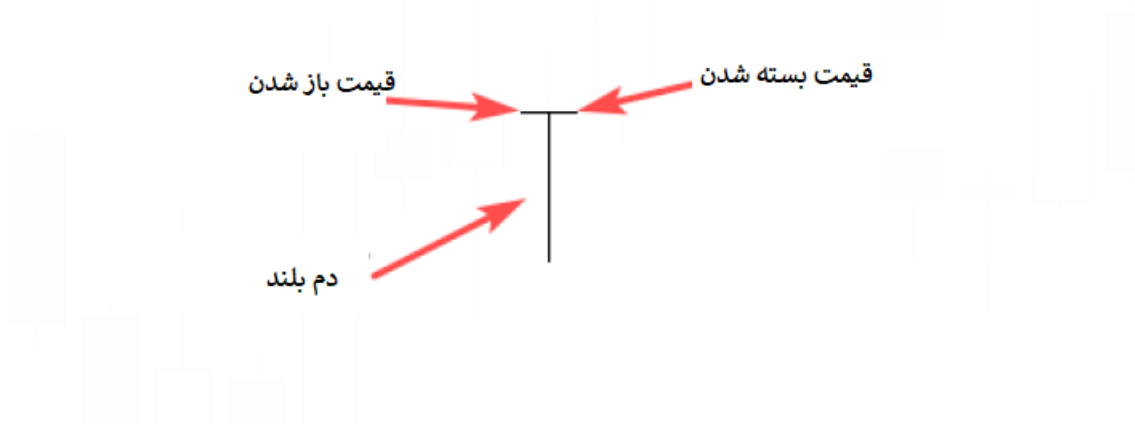 قیمت بسته شدن
قیمت باز شدن
دم بلند